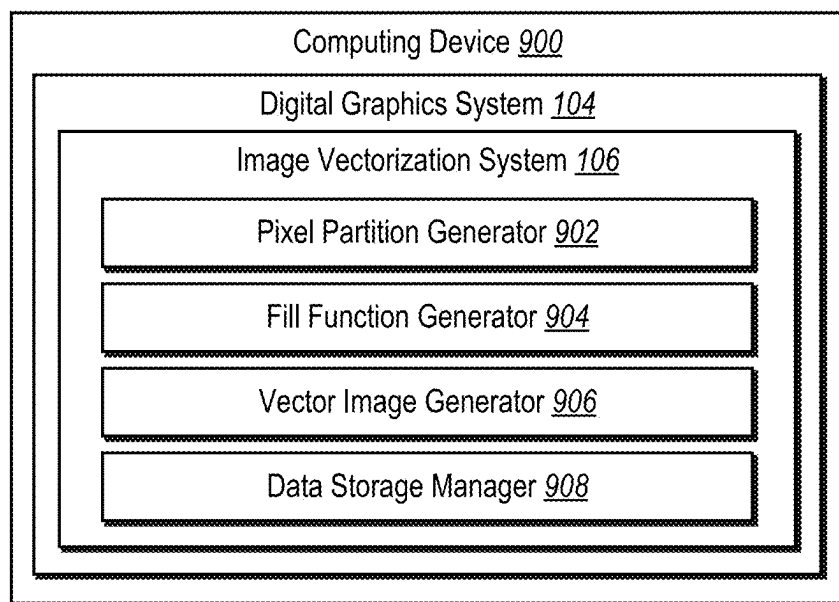 Computing Device 900
Digital Graphics System 104
Image Vectorization System 106
Pixel Partition Generator 902
Fill Function Generator 904
Vector Image Generator 906
Data Storage Manager 908